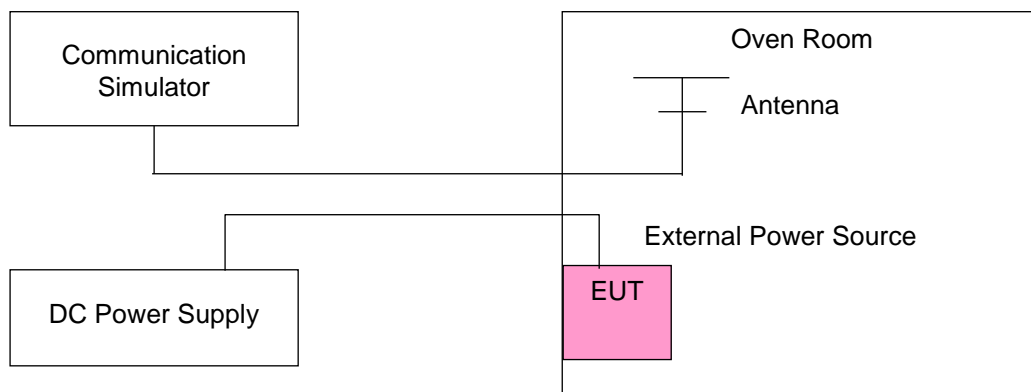 Communication
Simulator
Oven Room
Antenna
External Power Source
EUT
DC Power Supply